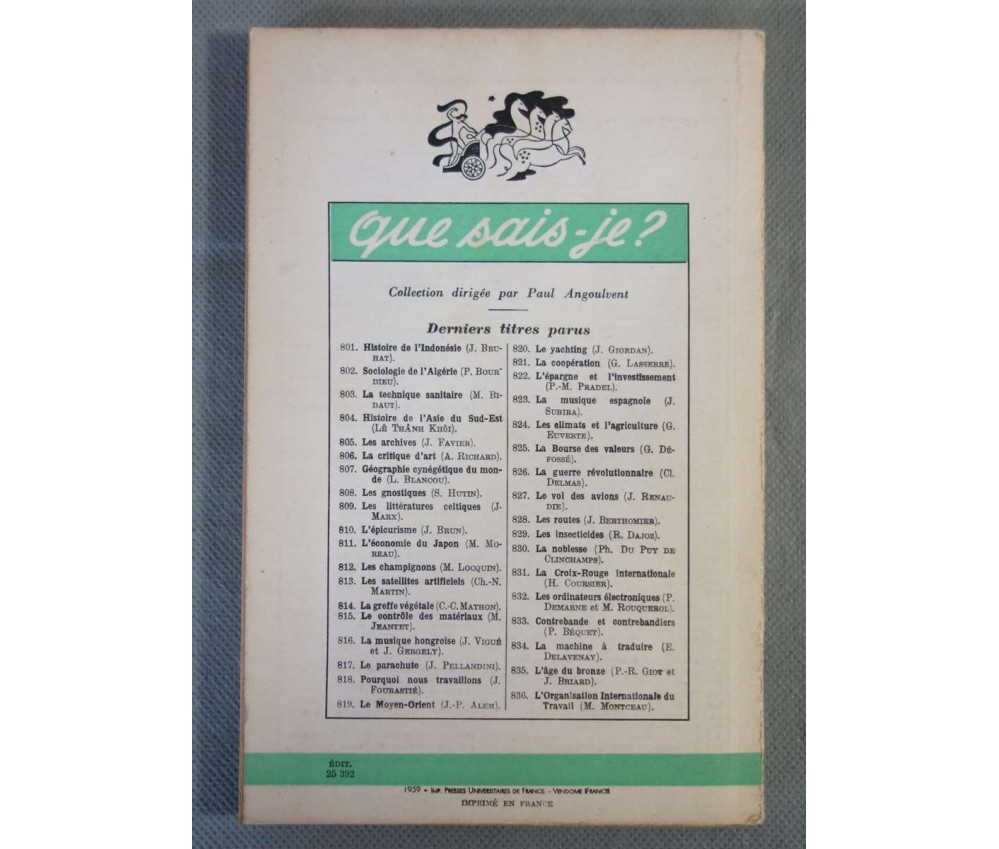 Que sais-je?
Collection dirigée par Paul Angoulvent
Derniers titres parus
801. Histoire de l'Indonésie (J. BRU-
HAT).
802. Sociologie de l'Algérie (P. BOUR-
DIEU).
803. La technique sanitaire (M. BI-
DAUT).
804. Histoire de l'Asie du Sud-Est
(LÊ THÀNH KHÔI).
805. Les archives (J. FAVIER).
806. La critique d'art (A. RICHARD).
807. Géographie cynégétique du mon-
de (L. BLANCOU).
808. Les gnostiques (S. HUTIN).
809. Les littératures celtiques (J.
MARX).
810. L'épicurisme (J. BRUN).
811. L'économie du Japon (M. MO-
REAU).
812. Les champignons (M. LOCQUIN).
813. Les satellites artificiels (Ch.-N.
MARTIN).
814. La greffe végétale (C.-C. MATHON).
815. Le contrôle des matériaux (M.
JEANTET).
816. La musique hongroise (J. VIGUÉ
et J. GERGELY).
817. Le parachute (J. PELLANDINI).
818. Pourquoi nous travaillons (J.
FOURASTIÉ).
819. Le Moyen-Orient (J.-P. ALEM).
820. Le yachting (J. GIORDAN).
821. La coopération (G. LASSERRE).
822. L'épargne et l'investissement
(P.-M. PRADEL).
823. La musique espagnole (J.
SUBIRA).
824. Les climats et l'agriculture (G.
EUVERTE).
825. La Bourse des valeurs (G. DÉ-
FOSSÉ).
826. La guerre révolutionnaire (Cl.
DELMAS).
827. Le vol des avions (J. RENAU-
DIE).
828. Les routes (J. BERTHOMIER).
829. Les insecticides (R. DAJOZ).
830. La noblesse (Ph. DU PUY DE
CLINCHAMPS).
831. La Croix-Rouge internationale
(H. COURSIER).
832. Les ordinateurs électroniques (P.
DEMARNE et M. ROUQUEROL).
833. Contrebande et contrebandiers
(P. BÉQUET).
834. La machine à traduire (E.
DELAVENAY).
835. L'âge du bronze (P.-R. GIOT et
J. BRIARD).
836. L'Organisation Internationale du
Travail (M. MONTCEAU).
ÉDIT.
25 392
1959 - IMP. PRESSES UNIVERSITAIRES DE FRANCE - VENDOME (FRANCE)
IMPRIMÉ EN FRANCE